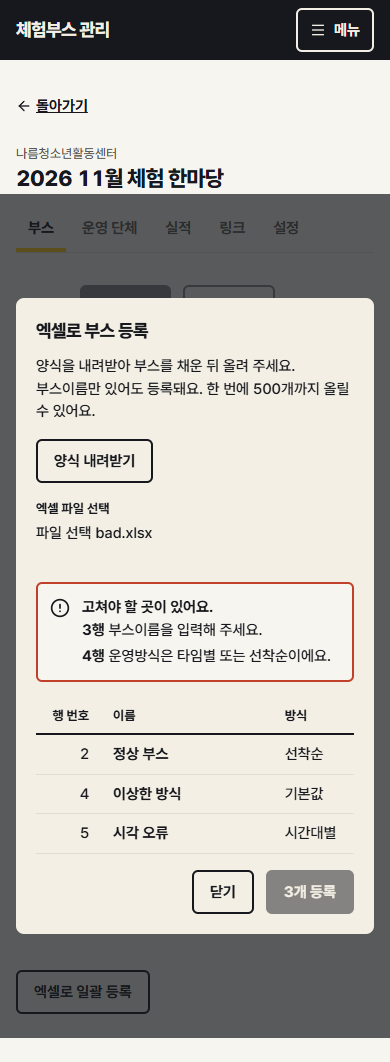 체험부스 관리
메뉴
돌아가기
나름청소년활동센터
2026 11월 체험 한마당
부스 운영 단체 실적 링크 설정
엑셀로 부스 등록
양식을 내려받아 부스를 채운 뒤 올려 주세요.
부스이름만 있어도 등록돼요. 한 번에 500개까지 올릴
수 있어요.
양식 내려받기
엑셀 파일 선택
파일 선택 bad.xlsx
고쳐야 할 곳이 있어요.
3행 부스이름을 입력해 주세요.
4행 운영방식은 타임별 또는 선착순이에요.
행 번호 이름 방식
2 정상 부스 선착순
4 이상한 방식 기본값
5 시각 오류 시간대별
닫기 3개 등록
엑셀로 일괄 등록